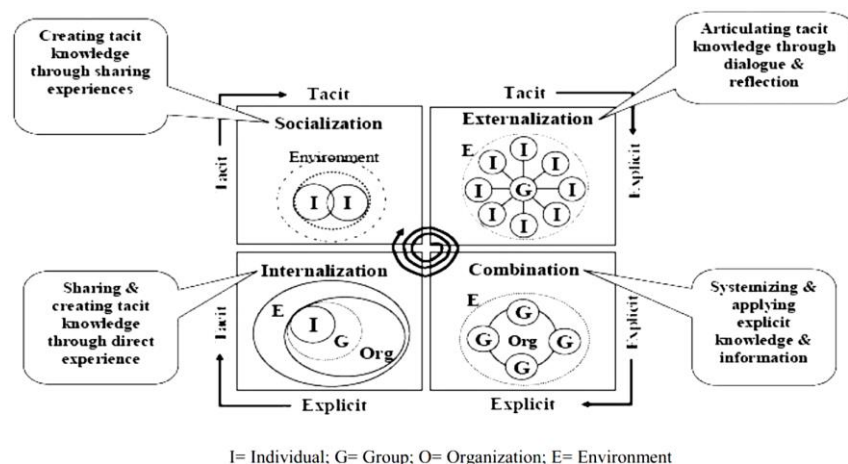 Creating tacit
knowledge
through sharing
experiences
Articulating tacit
knowledge through
dialogue &
reflection
Tacit
Tacit
Socialization
Externalization
Tacit
Environment
I I
E
I
I
I
I
G
I
I
I
I
Explicit
Sharing &
creating tacit
knowledge
through direct
experience
Internalization
Combination
Systemizing &
applying
explicit
knowledge &
information
Tacit
E
I
G
Org
E
G
G
Org
G
G
Explicit
Explicit
Explicit
I= Individual; G= Group; O= Organization; E= Environment